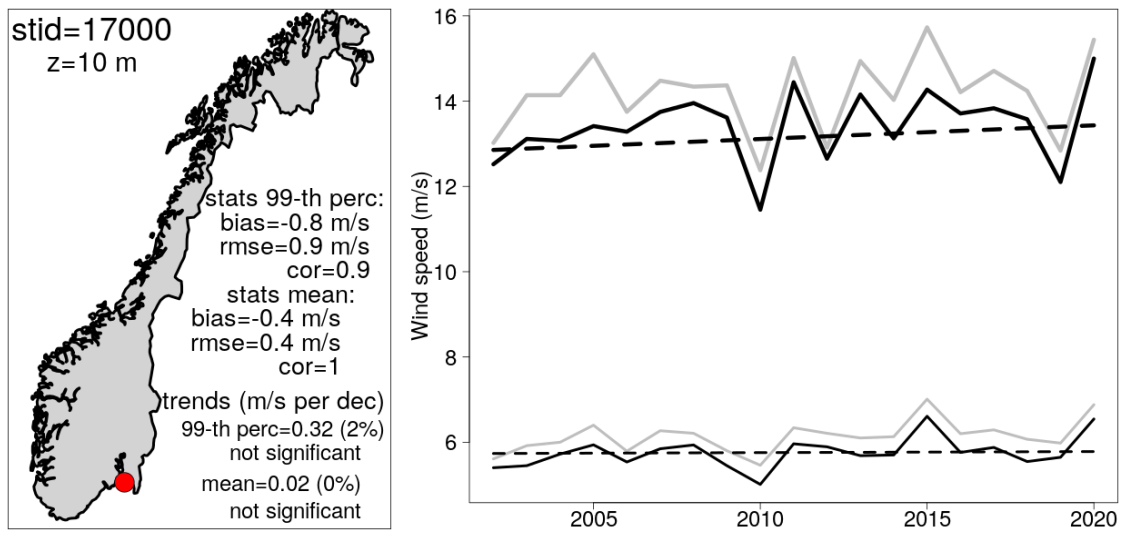 stid=17000
z=10 m
stats 99-th perc:
bias=-0.8 m/s
rmse=0.9 m/s
cor=0.9
stats mean:
bias=-0.4 m/s
rmse=0.4 m/s
cor=1
trends (m/s per dec)
99-th perc=0.32 (2%)
not significant
mean=0.02 (0%)
not significant
Wind speed (m/s)
16
14
12
10
8
6
2005
2010
2015
2020